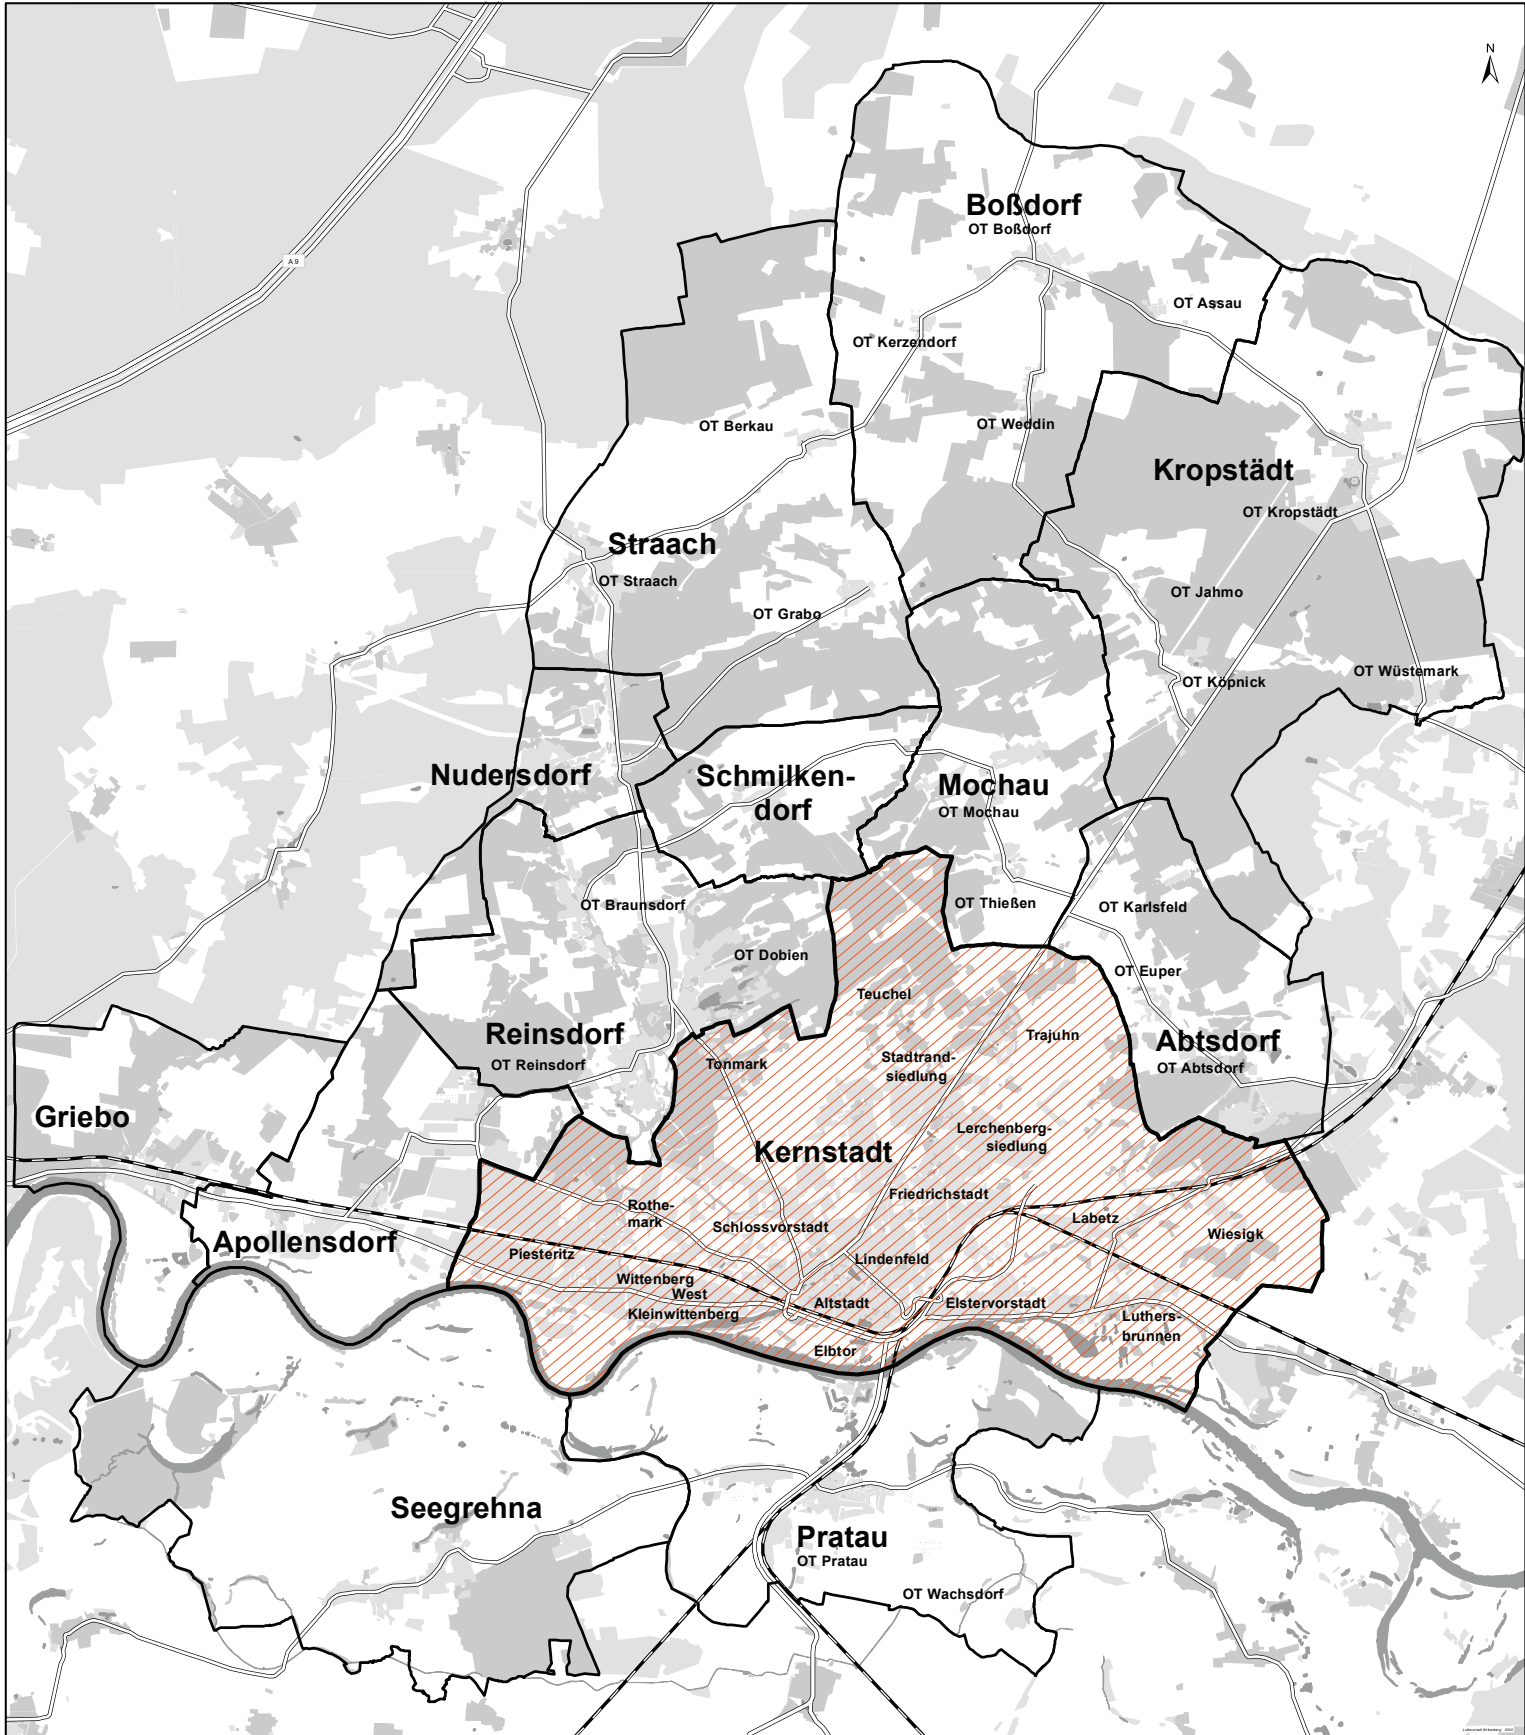 N
Boßdorf
OT Boßdorf
A 9
OT Assau
OT Kerzendorf
OT Berkau
OT Weddin
Kropstädt
OT Kropstädt
Straach
OT Straach
OT Jahmo
OT Grabo
OT Wüstemark
OT Köpnick
Nudersdorf
Schmilken-
dorf
Mochau
OT Mochau
OT Braunsdorf
OT Thießen
OT Karlsfeld
OT Dobien
OT Euper
Teuchel
Reinsdorf
OT Reinsdorf
Trajuhn
Abtsdorf
OT Abtsdorf
Tonmark
Stadtrand-
siedlung
Griebo
Lerchenberg-
siedlung
Kernstadt
Friedrichstadt
Rothe-
mark
Schlossvorstadt
Labetz
Wiesigk
Apollensdorf
Piesteritz
Lindenfeld
Wittenberg
West
Kleinwittenberg
Altstadt
Elstervorstadt
Luthers-
brunnen
Elbtor
Seegrehna
Pratau
OT Pratau
OT Wachsdorf